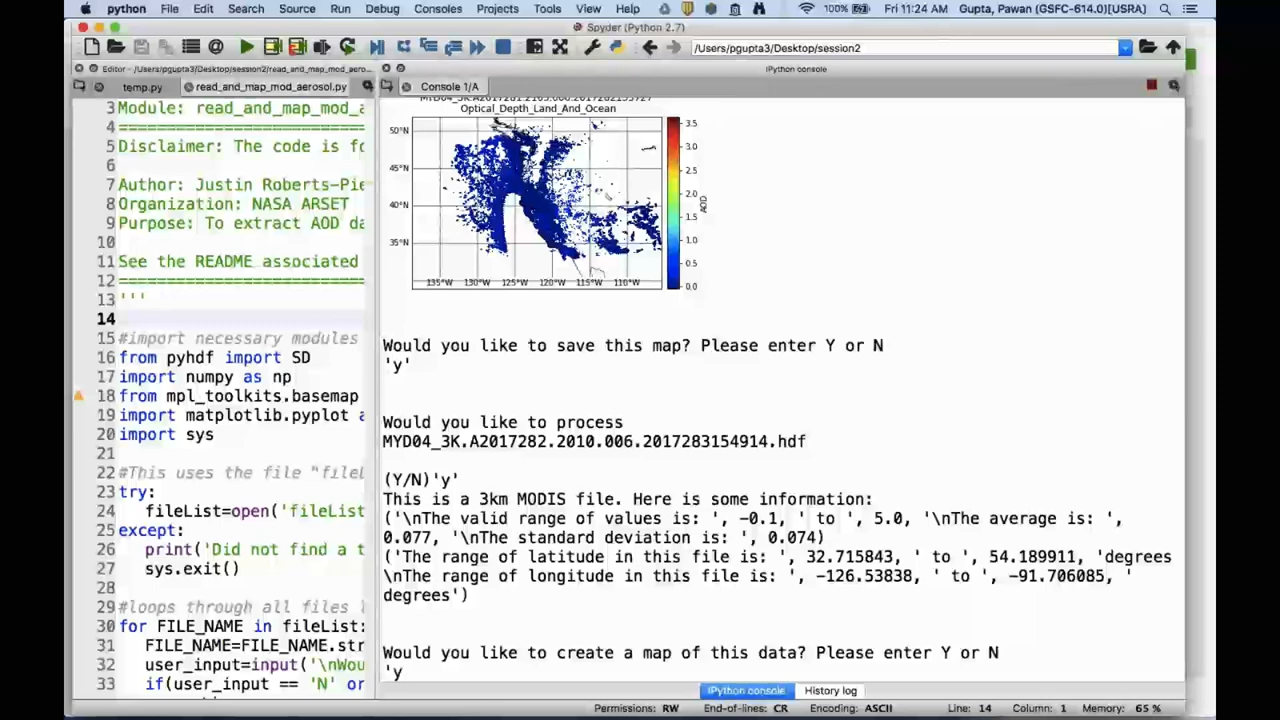 python File Edit Search Source Run Debug Consoles Projects Tools View Help 100% Fri 11:24 AM Gupta, Pawan (GSFC-614.0)[USRA]
Spyder (Python 2.7)
/Users/pgupta3/Desktop/session2
Editor - /Users/pgupta3/Desktop/session2/read_and_map_mod_aero...
IPython console
temp.py
read_and_map_mod_aerosol.py
Console 1/A
3 Module: read_and_map_mod_a
4 ==========================
5 Disclaimer: The code is fo
6
7 Author: Justin Roberts-Pie
8 Organization: NASA ARSET
9 Purpose: To extract AOD da
10
11 See the README associated
12 ==========================
13 '''
14
15 #import necessary modules
16 from pyhdf import SD
17 import numpy as np
18 from mpl_toolkits.basemap
19 import matplotlib.pyplot a
20 import sys
21
22 #This uses the file "fileL
23 try:
24 fileList=open('fileList
25 except:
26 print('Did not find a t
27 sys.exit()
28
29 #loops through all files l
30 for FILE_NAME in fileList:
31 FILE_NAME=FILE_NAME.str
32 user_input=input('\nWou
33 if(user_input == 'N' or
Optical_Depth_Land_And_Ocean
50°N
45°N
40°N
35°N
135°W 130°W 125°W 120°W 115°W 110°W
3.5
3.0
2.5
2.0
1.5
1.0
0.5
0.0
AOD
Would you like to save this map? Please enter Y or N
'y'
Would you like to process
MYD04_3K.A2017282.2010.006.2017283154914.hdf
(Y/N)'y'
This is a 3km MODIS file. Here is some information:
('\nThe valid range of values is: ', -0.1, ' to ', 5.0, '\nThe average is: ',
0.077, '\nThe standard deviation is: ', 0.074)
('The range of latitude in this file is: ', 32.715843, ' to ', 54.189911, 'degrees
\nThe range of longitude in this file is: ', -126.53838, ' to ', -91.706085, '
degrees')
Would you like to create a map of this data? Please enter Y or N
'y
IPython console
History log
Permissions: RW End-of-lines: CR Encoding: ASCII Line: 14 Column: 1 Memory: 65 %